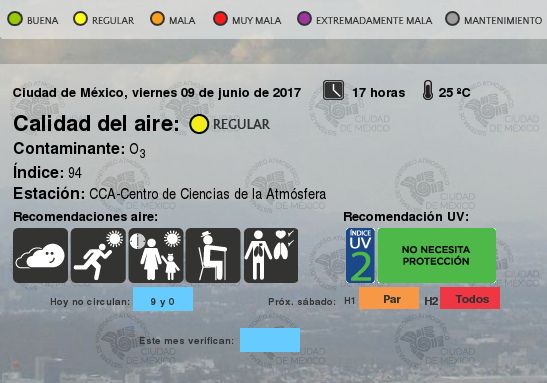 BUENA REGULAR MALA MUY MALA EXTREMADAMENTE MALA MANTENIMIENTO
Ciudad de México, viernes 09 de junio de 2017 17 horas 25 ºC
Calidad del aire: REGULAR
Contaminante: O3
Índice: 94
Estación: CCA-Centro de Ciencias de la Atmósfera
Recomendaciones aire: Recomendación UV:
ÍNDICE
UV
2
NO NECESITA
PROTECCIÓN
Hoy no circulan: 9 y 0 Próx. sábado: H1 Par H2 Todos
Este mes verifican:
CIUDAD
DE MÉXICO